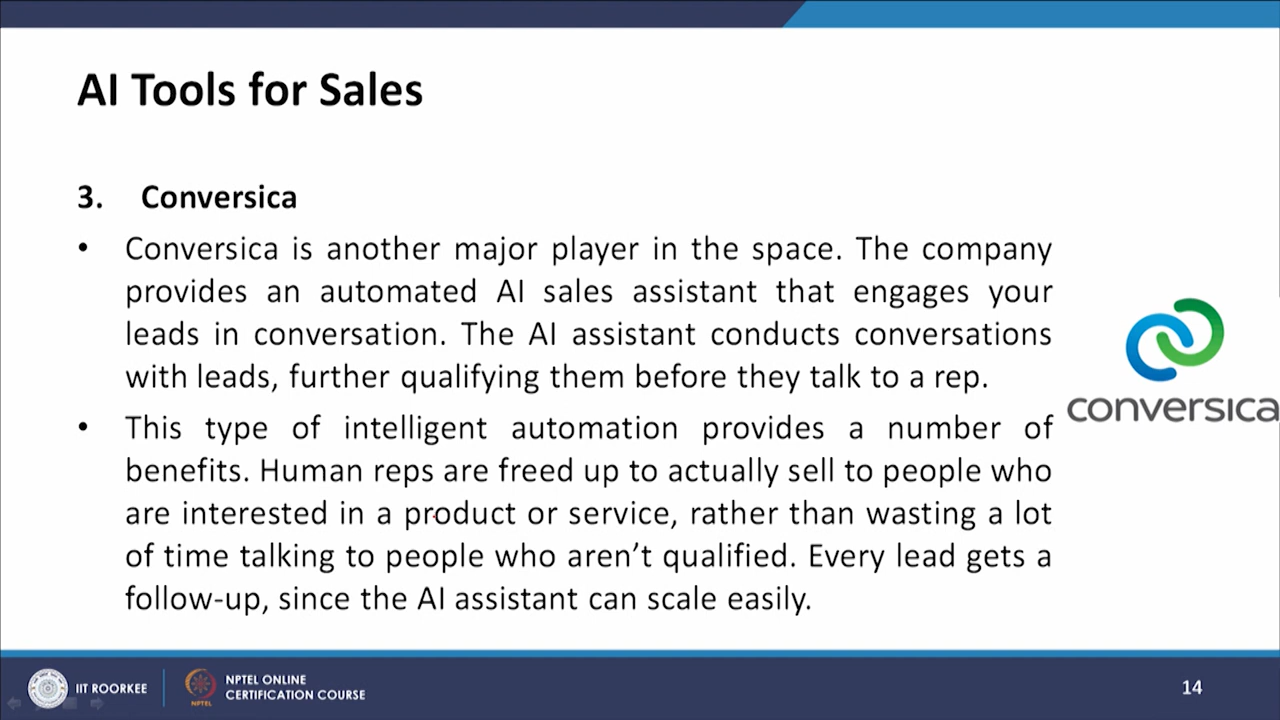 AI Tools for Sales
3. Conversica
• Conversica is another major player in the space. The company
provides an automated AI sales assistant that engages your
leads in conversation. The AI assistant conducts conversations
with leads, further qualifying them before they talk to a rep.
conversica
• This type of intelligent automation provides a number of
benefits. Human reps are freed up to actually sell to people who
are interested in a product or service, rather than wasting a lot
of time talking to people who aren’t qualified. Every lead gets a
follow-up, since the AI assistant can scale easily.
IIT ROORKEE
NPTEL
NPTEL ONLINE
CERTIFICATION COURSE
14